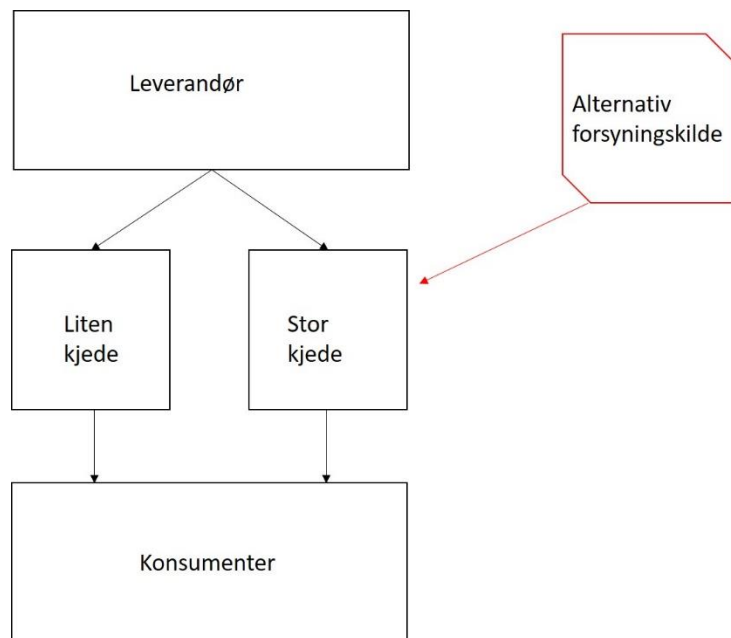 Leverandør
Alternativ
forsyningskilde
Liten
kjede
Stor
kjede
Konsumenter